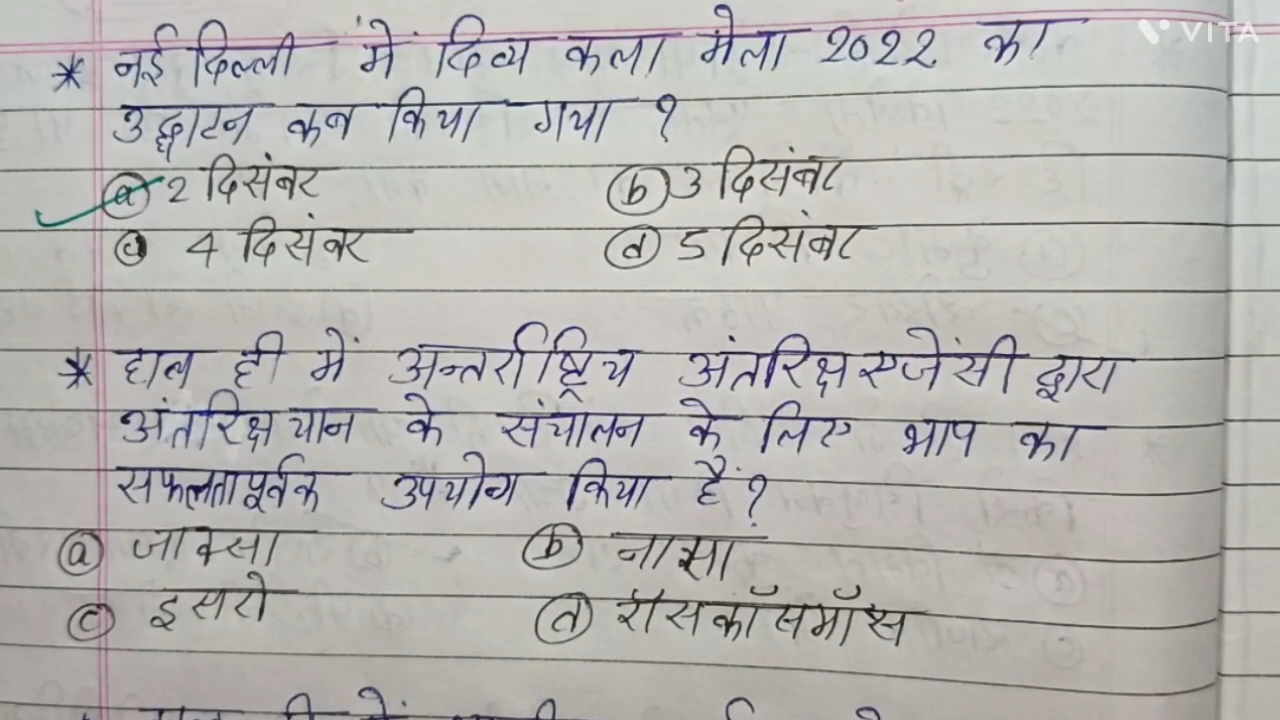 VITA
* नई दिल्ली में दिव्य कला मेला 2022 का
उद्घाटन कब किया गया ?
ⓐ 2 दिसंबर ⓑ 3 दिसंबर
ⓒ 4 दिसंबर ⓓ 5 दिसंबर
* हाल ही में अन्तर्राष्ट्रिय अंतरिक्ष एजेंसी द्वारा
अंतरिक्ष यान के संचालन के लिए भाप का
सफलतापूर्वक उपयोग किया है ?
ⓐ जाक्सा ⓑ नासा
ⓒ इसरो ⓓ रॉसकॉसमॉस